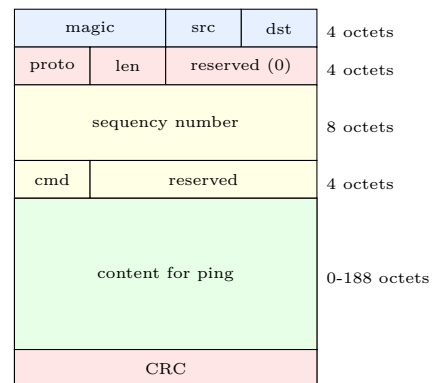 magic src dst 4 octets
proto len reserved (0) 4 octets
sequency number
8 octets
cmd reserved 4 octets
content for ping
0-188 octets
CRC